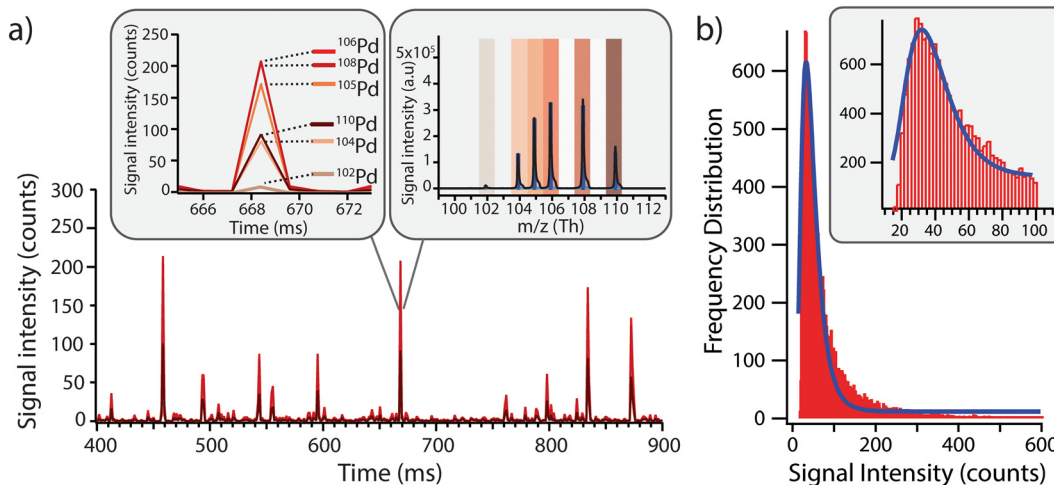 a)
Signal intensity (counts)
250
200
150
100
50
0
666
668
670
672
Time (ms)
¹⁰⁶Pd
¹⁰⁸Pd
¹⁰⁵Pd
¹¹⁰Pd
¹⁰⁴Pd
¹⁰²Pd
Signal intensity (a.u)
5x10⁵
4
3
2
1
0
100 102 104 106 108 110 112
m/z (Th)
Signal intensity (counts)
300
250
200
150
100
50
0
400 500 600 700 800 900
Time (ms)
b)
Frequency Distribution
600
500
400
300
200
100
0
0 200 400 600
Signal Intensity (counts)
600
400
200
20 40 60 80 100